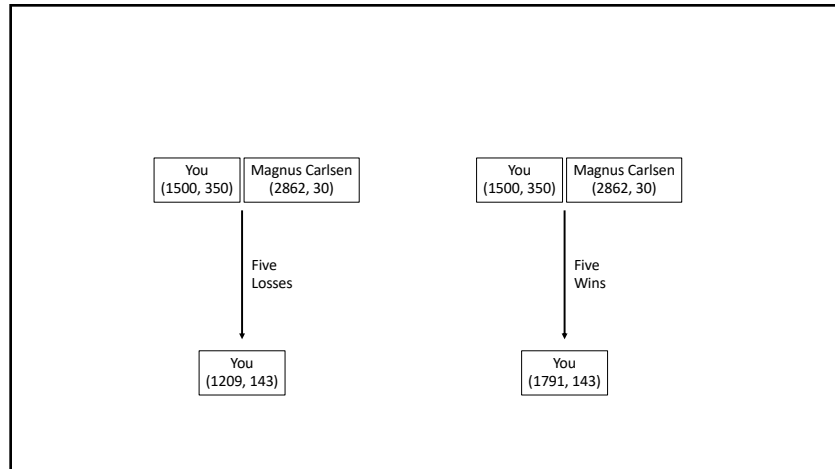 You
(1500, 350)
Magnus Carlsen
(2862, 30)
Five
Losses
You
(1209, 143)
You
(1500, 350)
Magnus Carlsen
(2862, 30)
Five
Wins
You
(1791, 143)